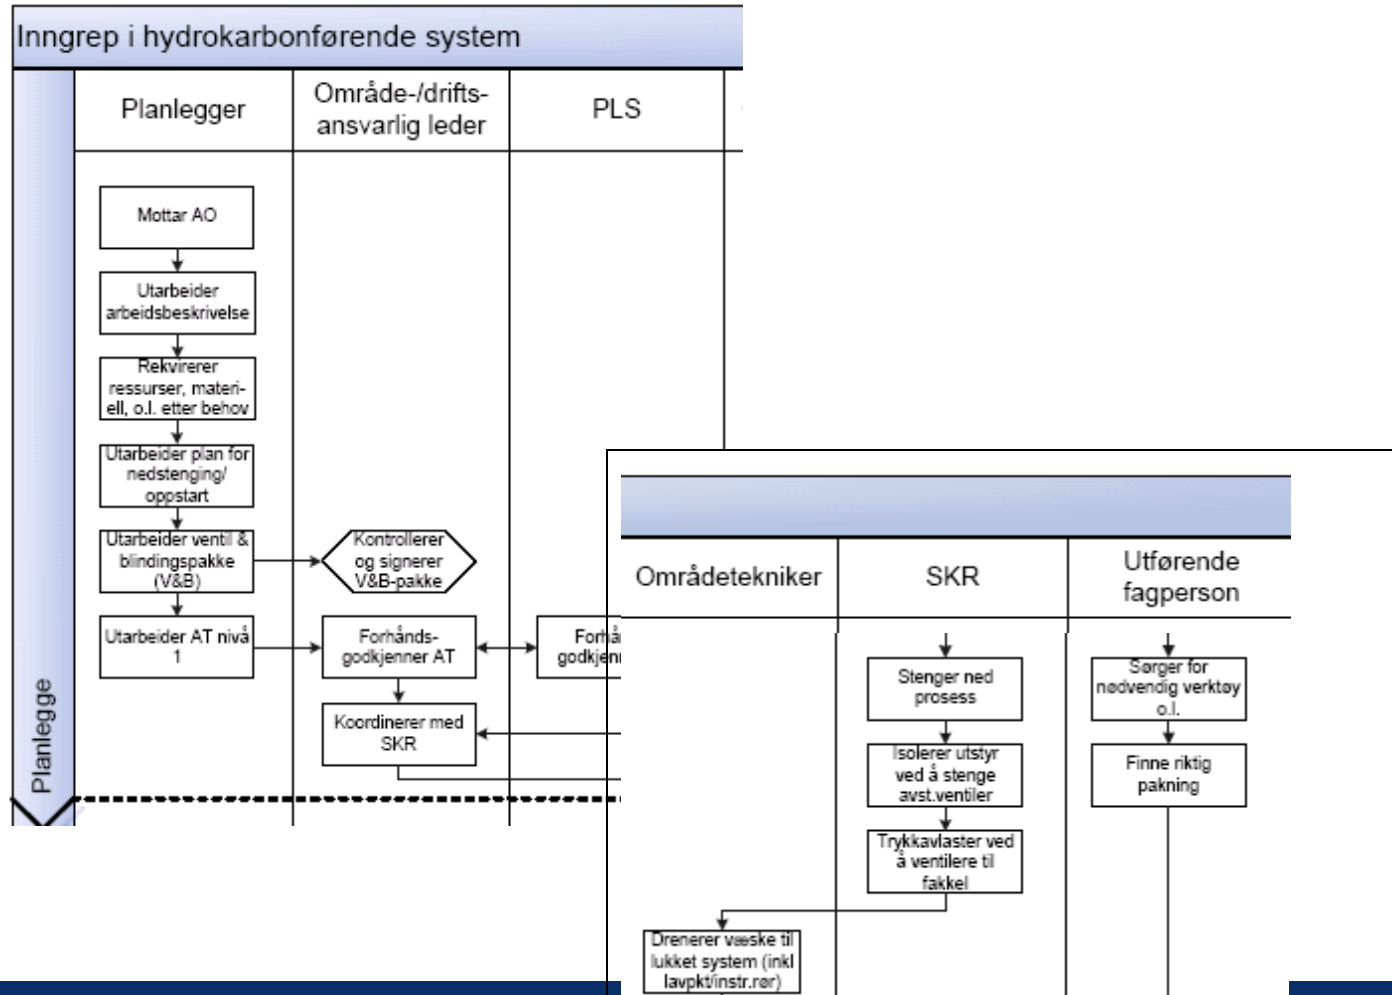 Inngrep i hydrokarbonførende system
Planlegger
Område-/drifts-
ansvarlig leder
PLS
Mottar AO
Utarbeider
arbeidsbeskrivelse
Rekvirerer
ressurser, materi-
ell, o.l. etter behov
Utarbeider plan for
nedstenging/
oppstart
Utarbeider ventil &
blindingspakke
(V&B)
Kontrollerer
og signerer
V&B-pakke
Utarbeider AT nivå
1
Forhånds-
godkjenner AT
Koordinerer med
SKR
Planlegge
Områdetekniker
SKR
Utførende
fagperson
Stenger ned
prosess
Isolerer utstyr
ved å stenge
avst.ventiler
Trykkavlaster ved
å ventilere til
fakkel
Sørger for
nødvendig verktøy
o.l.
Finne riktig
pakning
Drenerer væske til
lukket system (inkl
lavpkt/instr.rør)